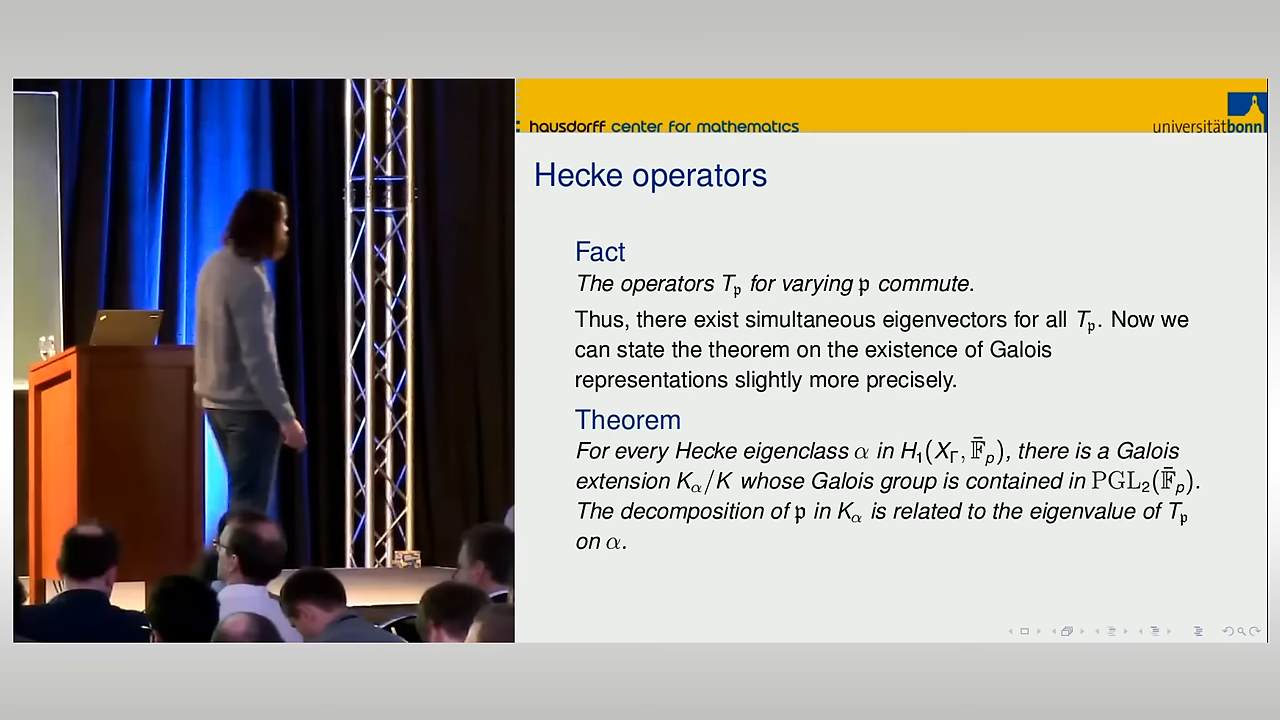 hausdorff center for mathematics
universitätbonn
Hecke operators
Fact
The operators T𝔭 for varying 𝔭 commute.
Thus, there exist simultaneous eigenvectors for all T𝔭. Now we
can state the theorem on the existence of Galois
representations slightly more precisely.
Theorem
For every Hecke eigenclass α in H₁(X_Γ, 𝔽̄ₚ), there is a Galois
extension K_α/K whose Galois group is contained in PGL₂(𝔽̄ₚ).
The decomposition of 𝔭 in K_α is related to the eigenvalue of T𝔭
on α.